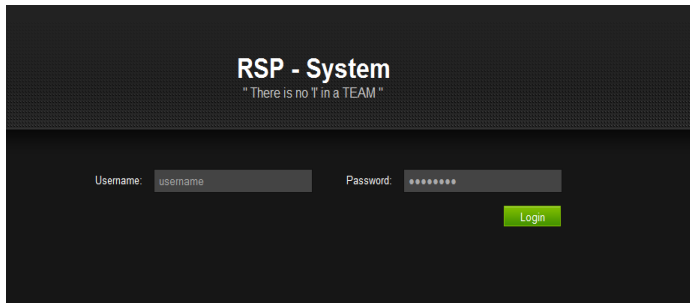 RSP - System
" There is no 'I' in a TEAM "
Username: username Password: ••••••••
Login